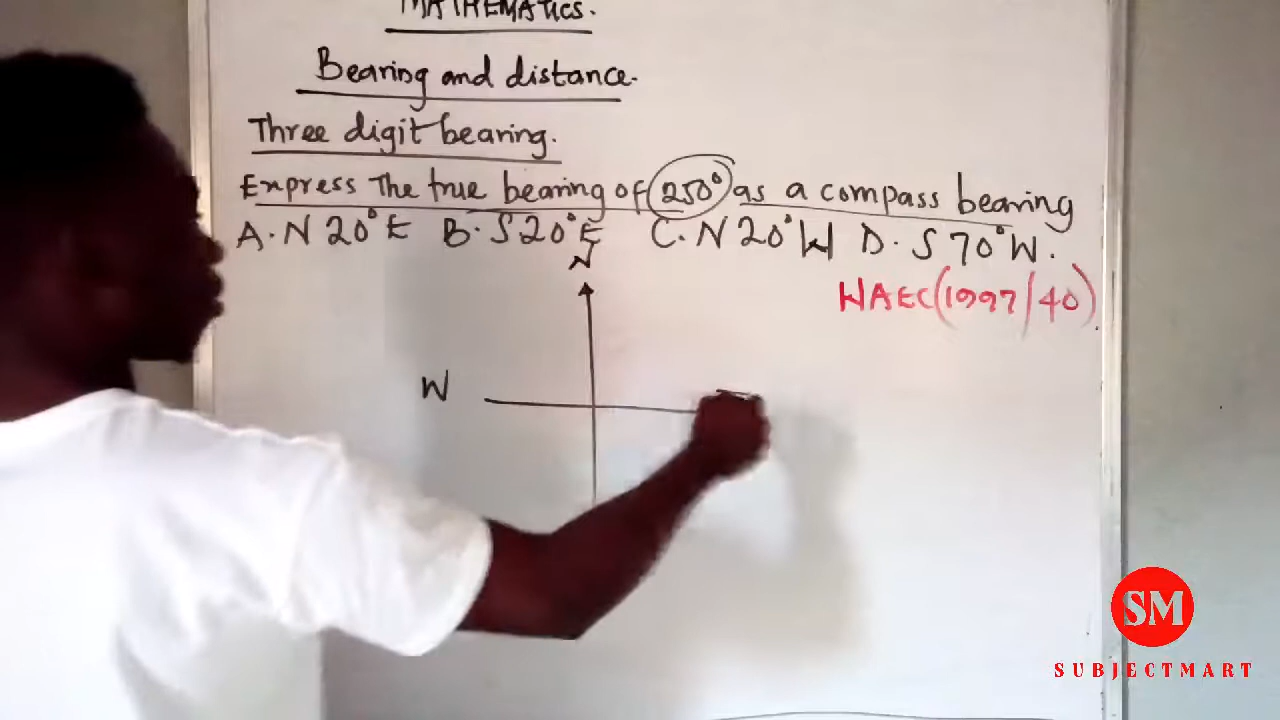 MATHEMATICS.
Bearing and distance.
Three digit bearing.
Express The true bearing of 250° as a compass bearing
A. N 20°E B. S20°E C. N 20°W D. S 70°W.
WAEC(1997/40)
N
W
SM
SUBJECTMART